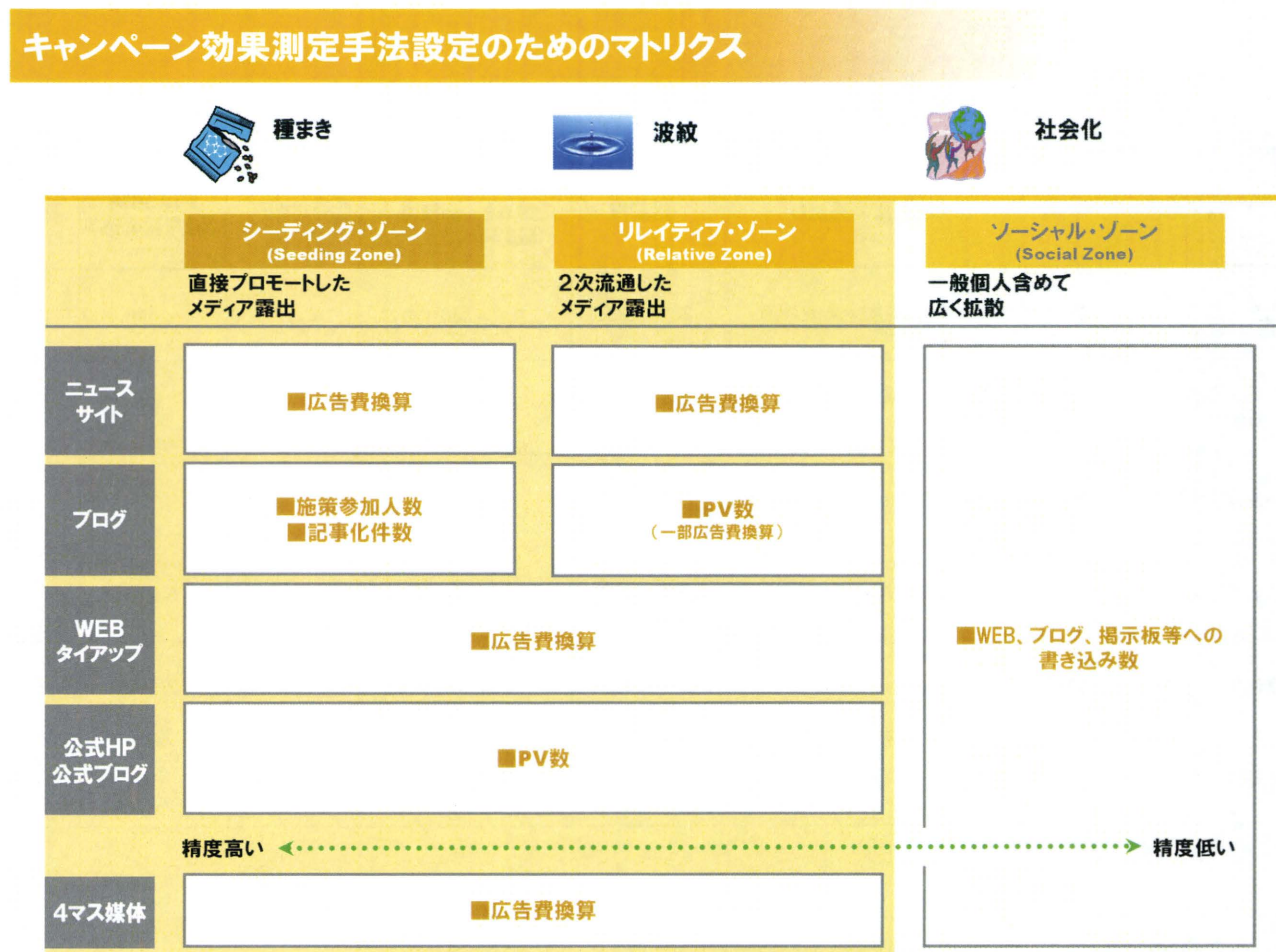 キャンペーン効果測定手法設定のためのマトリクス
種まき
波紋
社会化
シーディング・ゾーン
(Seeding Zone)
リレイティブ・ゾーン
(Relative Zone)
ソーシャル・ゾーン
(Social Zone)
直接プロモートした
メディア露出
2次流通した
メディア露出
一般個人含めて
広く拡散
ニュース
サイト
■広告費換算
■広告費換算
ブログ
■施策参加人数
■記事化件数
■PV数
(一部広告費換算)
WEB
タイアップ
■広告費換算
■WEB、ブログ、掲示板等への
書き込み数
公式HP
公式ブログ
■PV数
精度高い
精度低い
4マス媒体
■広告費換算